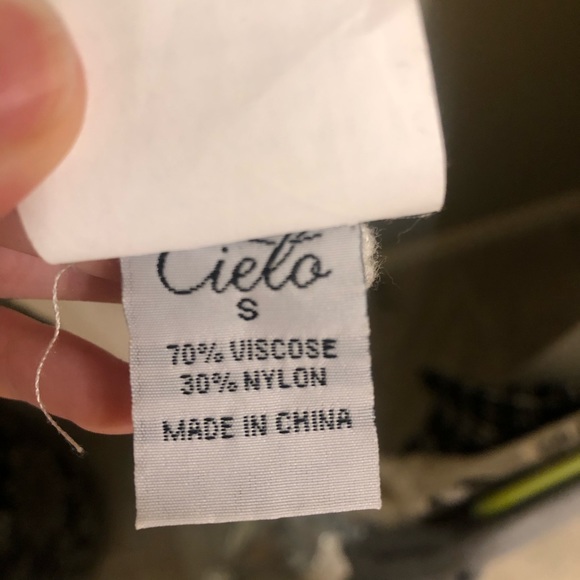 Cielo
S
70% VISCOSE
30% NYLON
MADE IN CHINA